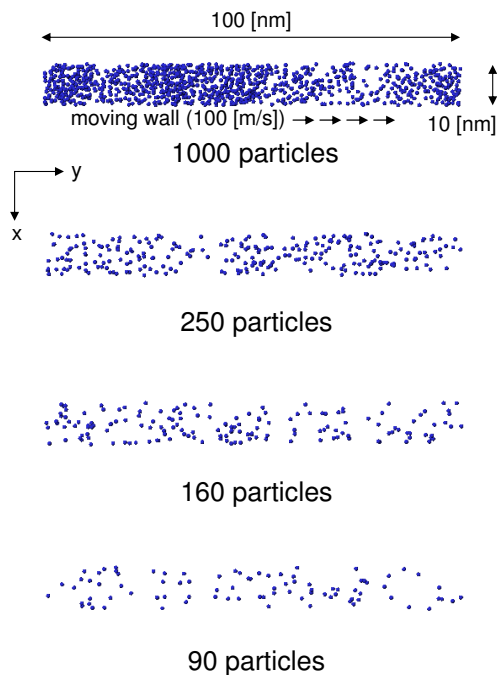 100 [nm]
moving wall (100 [m/s])
10 [nm]
1000 particles
y
x
250 particles
160 particles
90 particles